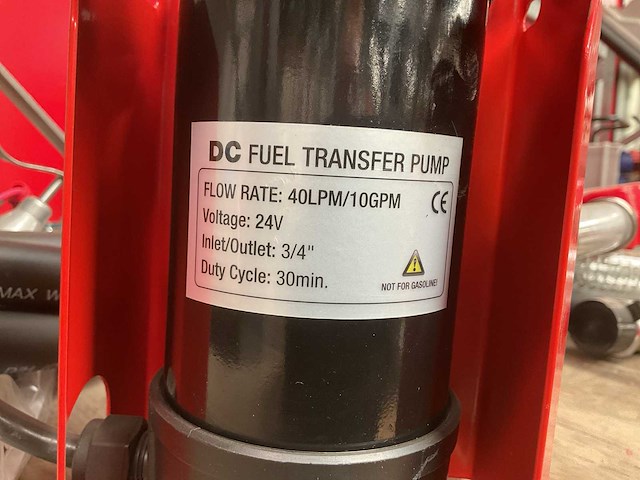 DC FUEL TRANSFER PUMP
FLOW RATE: 40LPM/10GPM
CE
Voltage: 24V
Inlet/Outlet: 3/4"
Duty Cycle: 30min.
NOT FOR GASOLINE!
MAX